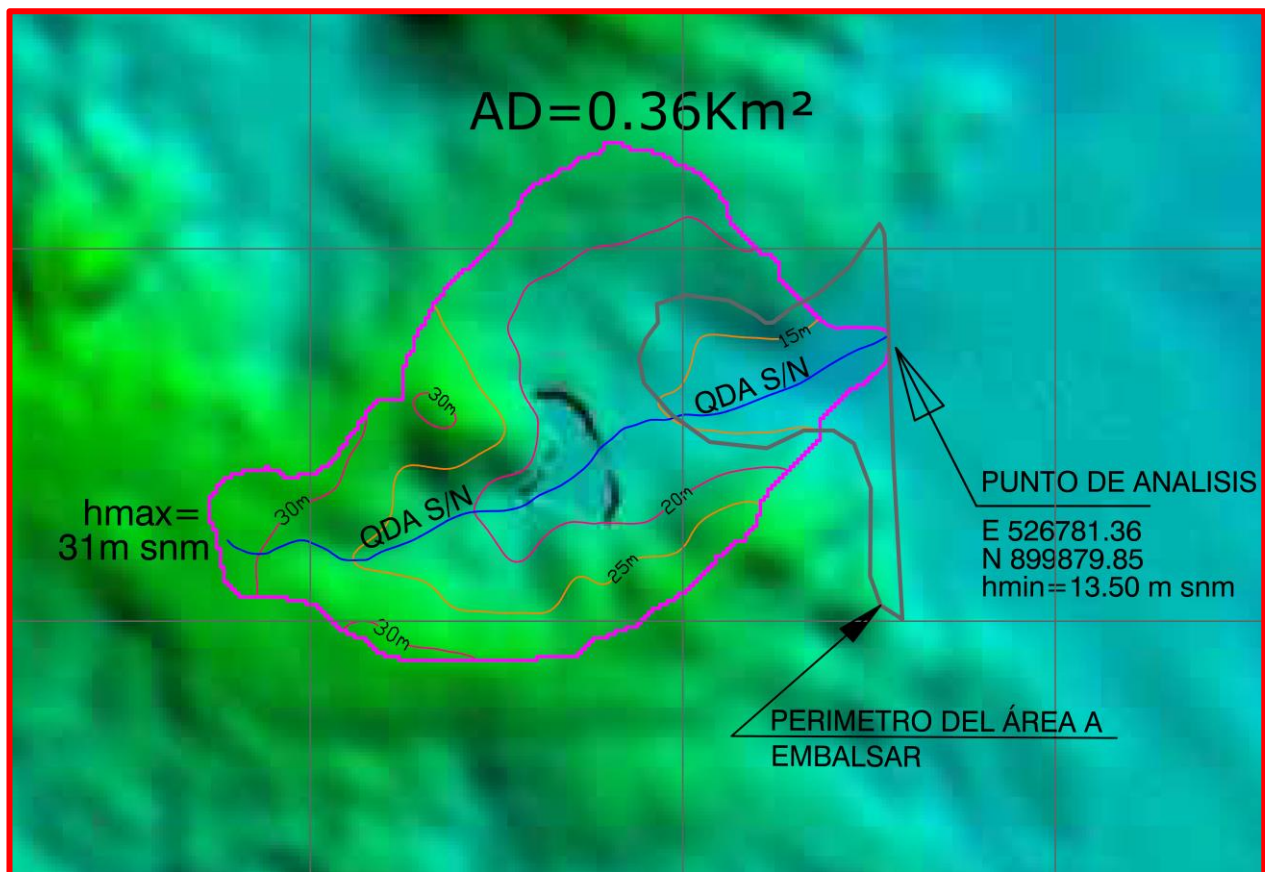 AD=0.36Km²
15m
30m
QDA S/N
30m
20m
QDA S/N
hmax=
31m snm
25m
30m
PUNTO DE ANALISIS
E 526781.36
N 899879.85
hmin=13.50 m snm
PERIMETRO DEL ÁREA A
EMBALSAR